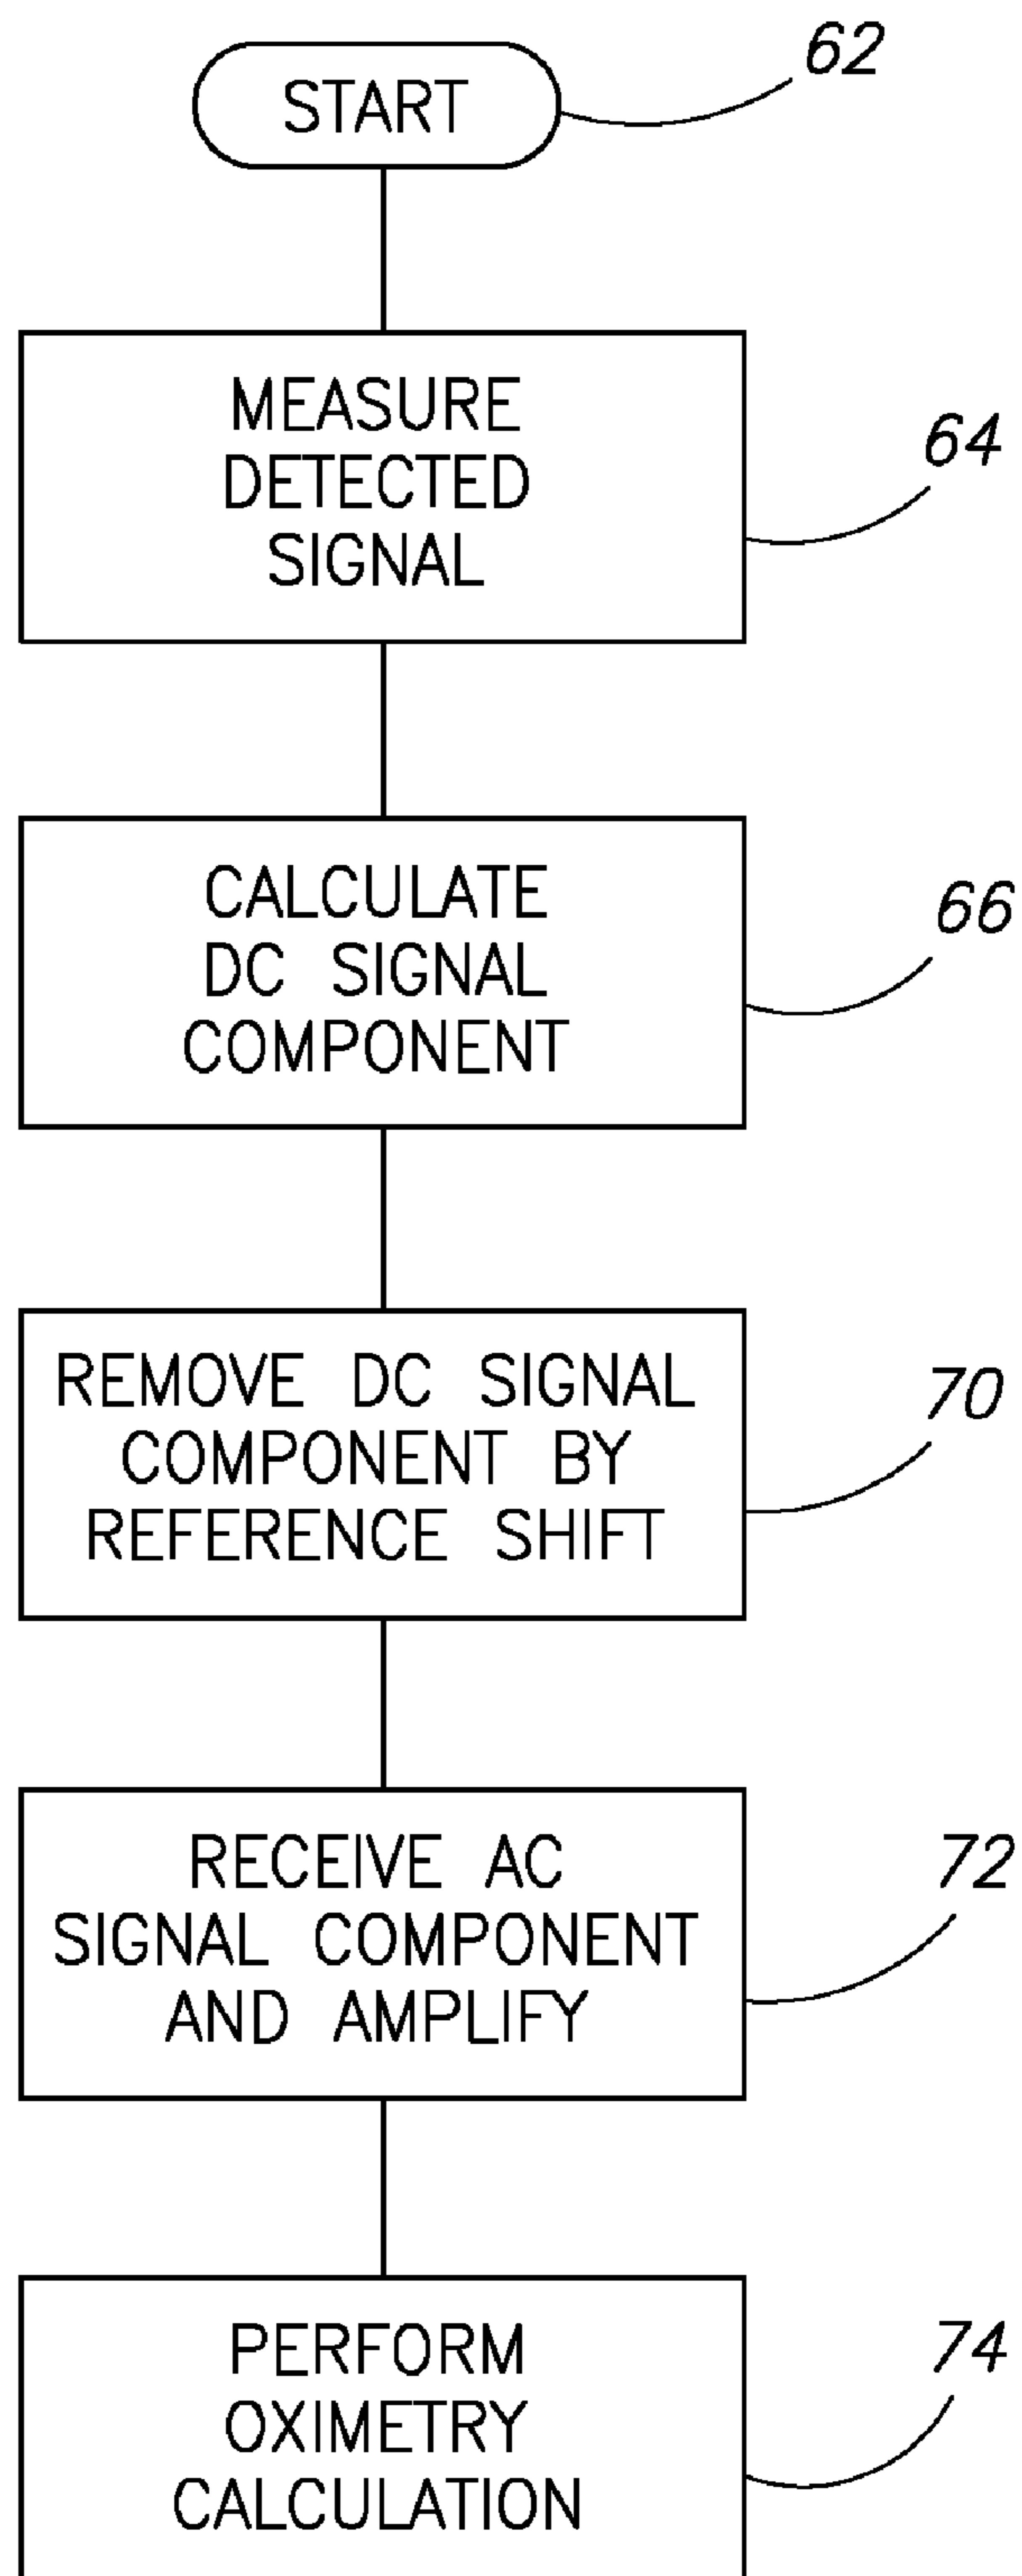 START
62
MEASURE
DETECTED
SIGNAL
64
CALCULATE
DC SIGNAL
COMPONENT
66
REMOVE DC SIGNAL
COMPONENT BY
REFERENCE SHIFT
70
RECEIVE AC
SIGNAL COMPONENT
AND AMPLIFY
72
PERFORM
OXIMETRY
CALCULATION
74